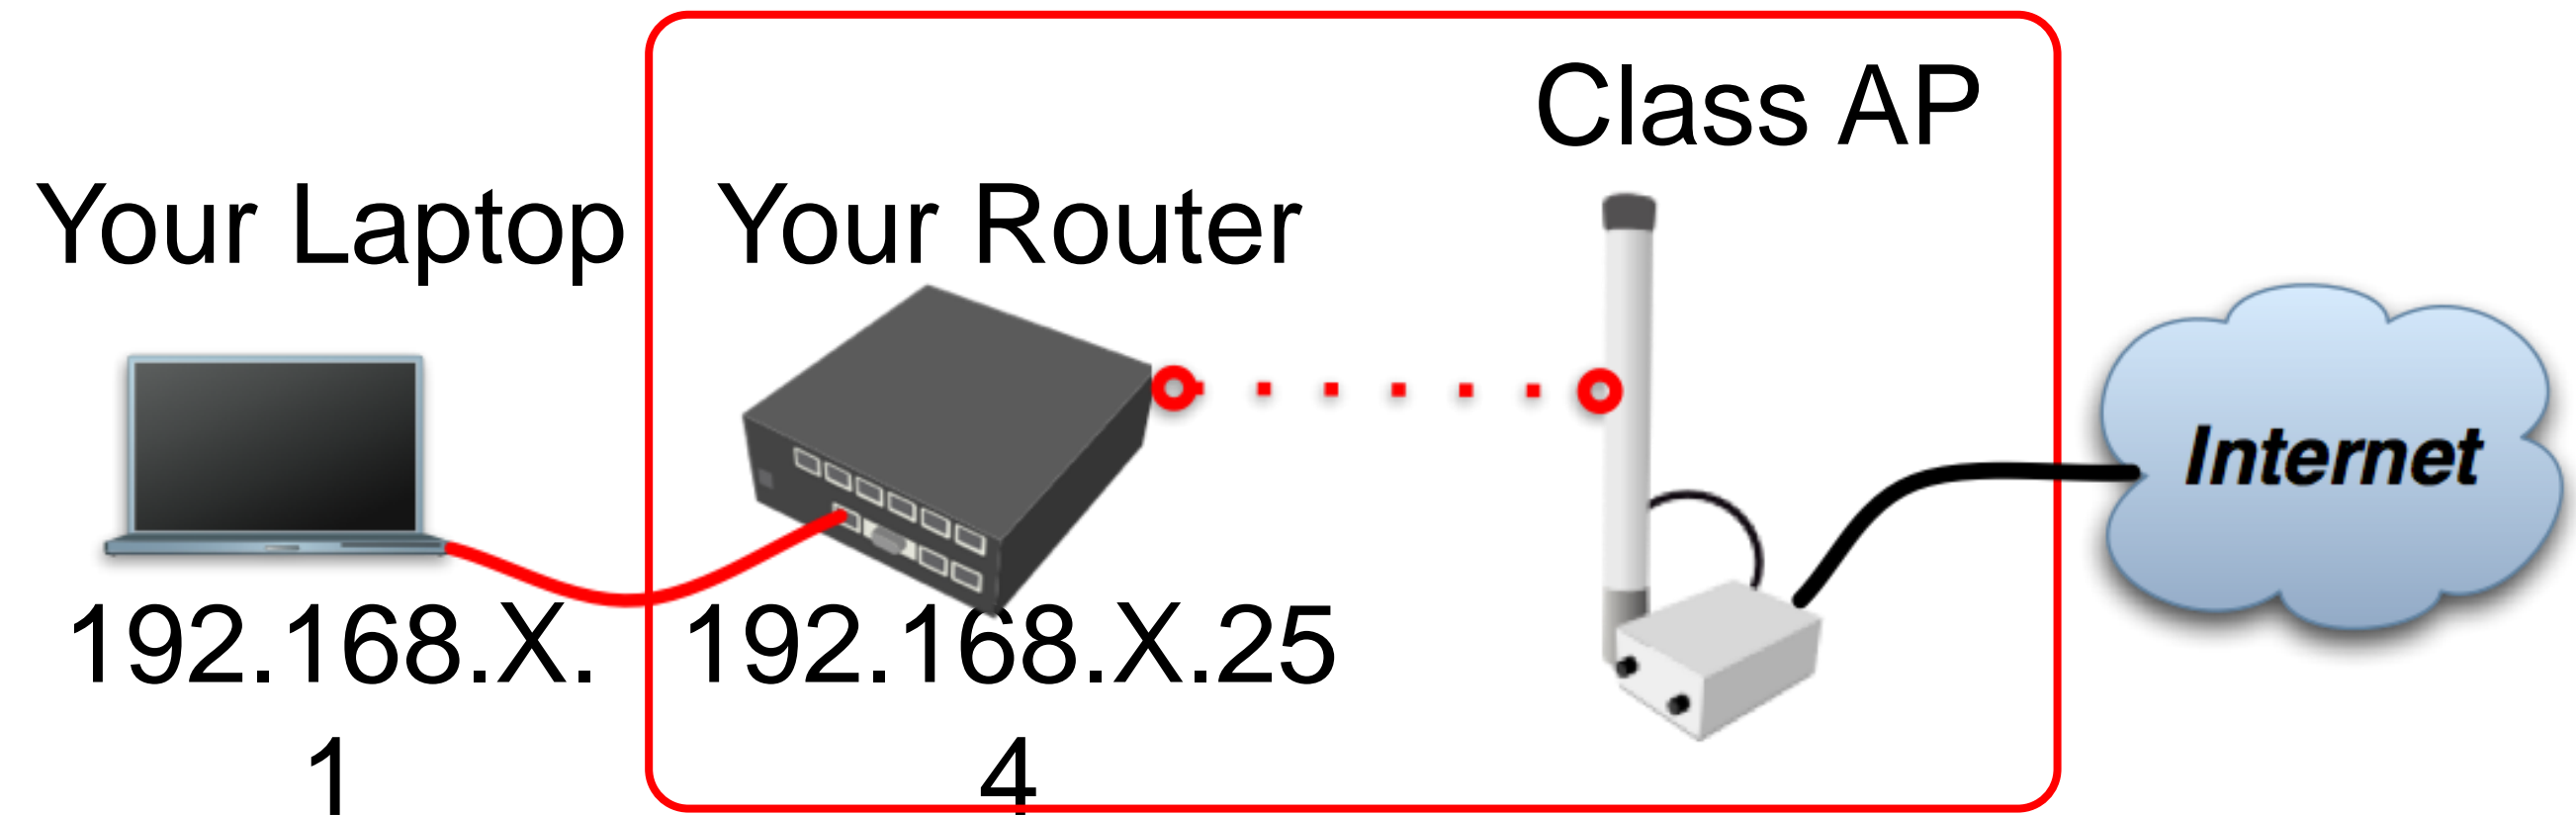 Class AP
Your Laptop
Your Router
Internet
192.168.X.
1
192.168.X.25
4